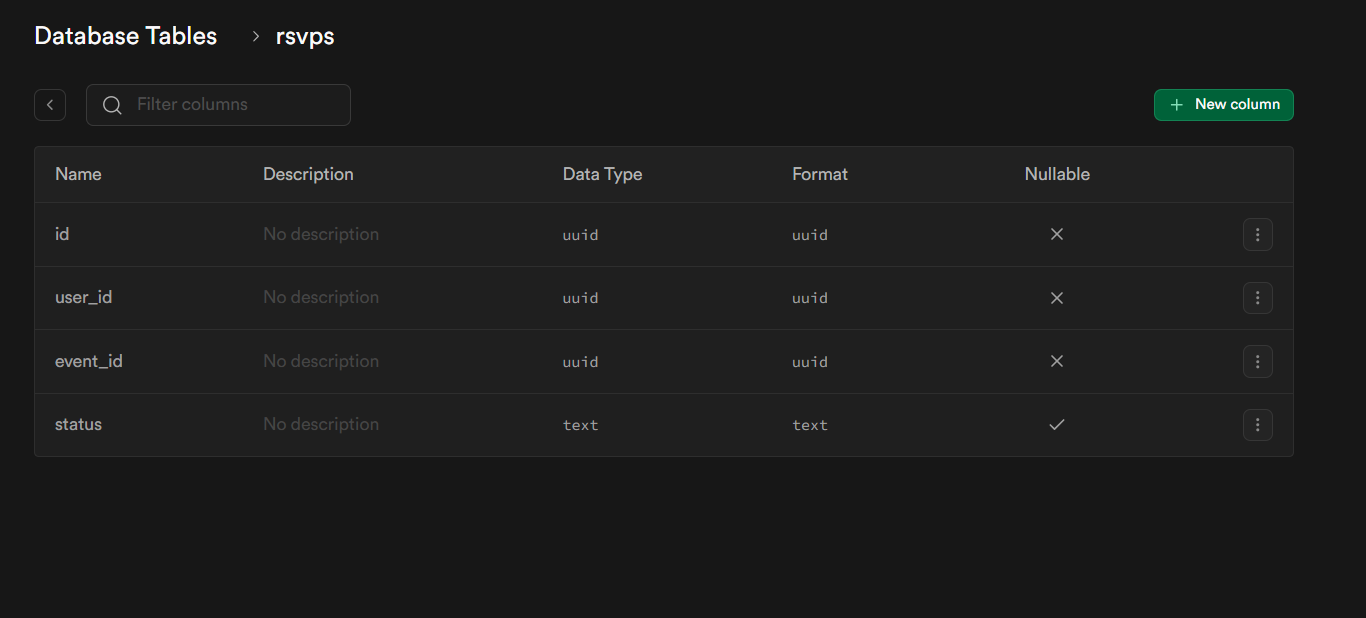 Database Tables > rsvps
Filter columns
New column
Name Description Data Type Format Nullable
id No description uuid uuid
user_id No description uuid uuid
event_id No description uuid uuid
status No description text text